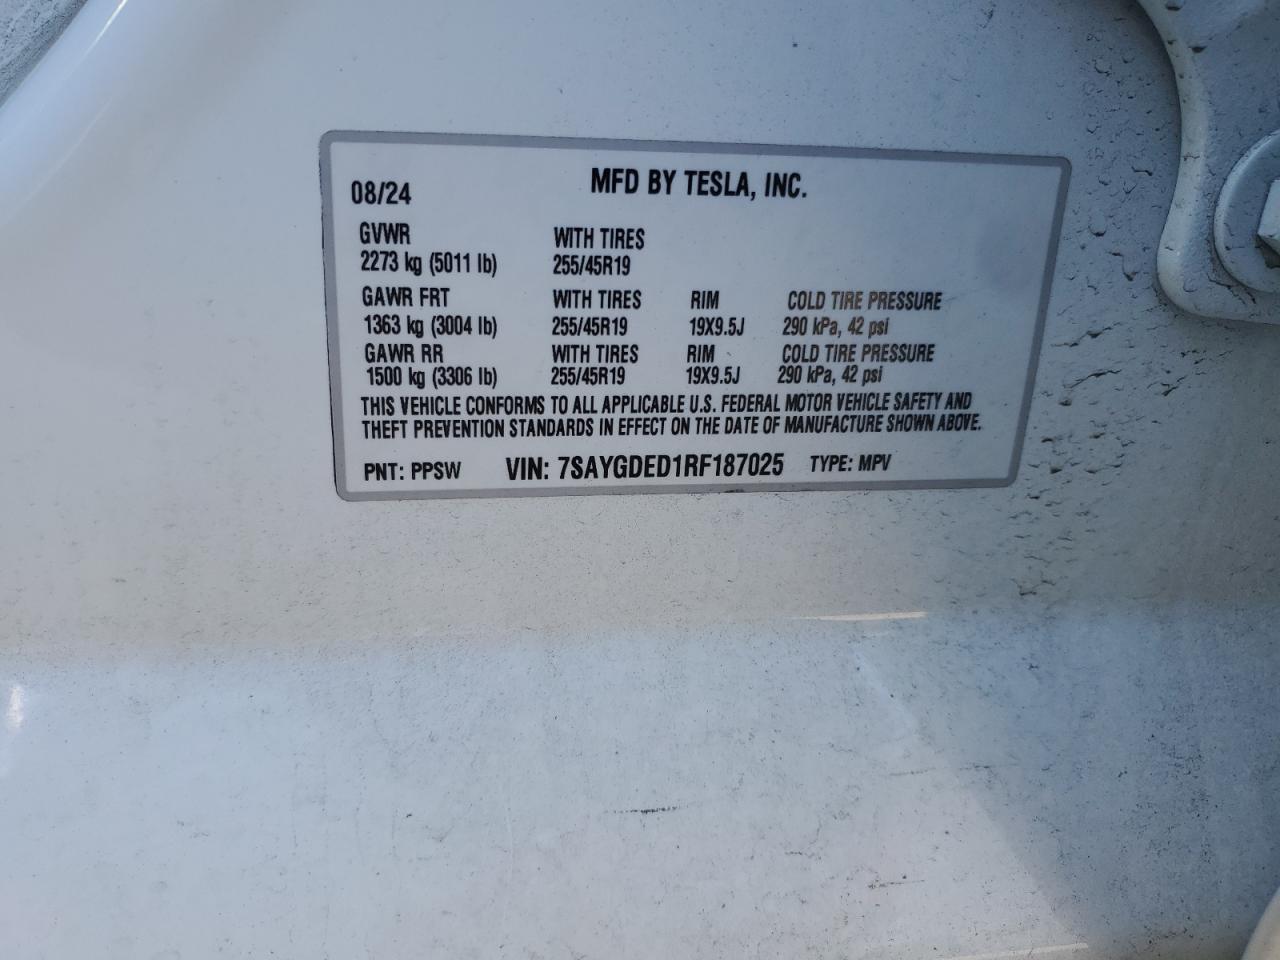 08/24 MFD BY TESLA, INC.
GVWR WITH TIRES
2273 kg (5011 lb) 255/45R19
GAWR FRT WITH TIRES RIM COLD TIRE PRESSURE
1363 kg (3004 lb) 255/45R19 19X9.5J 290 kPa, 42 psi
GAWR RR WITH TIRES RIM COLD TIRE PRESSURE
1500 kg (3306 lb) 255/45R19 19X9.5J 290 kPa, 42 psi
THIS VEHICLE CONFORMS TO ALL APPLICABLE U.S. FEDERAL MOTOR VEHICLE SAFETY AND
THEFT PREVENTION STANDARDS IN EFFECT ON THE DATE OF MANUFACTURE SHOWN ABOVE.
PNT: PPSW VIN: 7SAYGDED1RF187025 TYPE: MPV